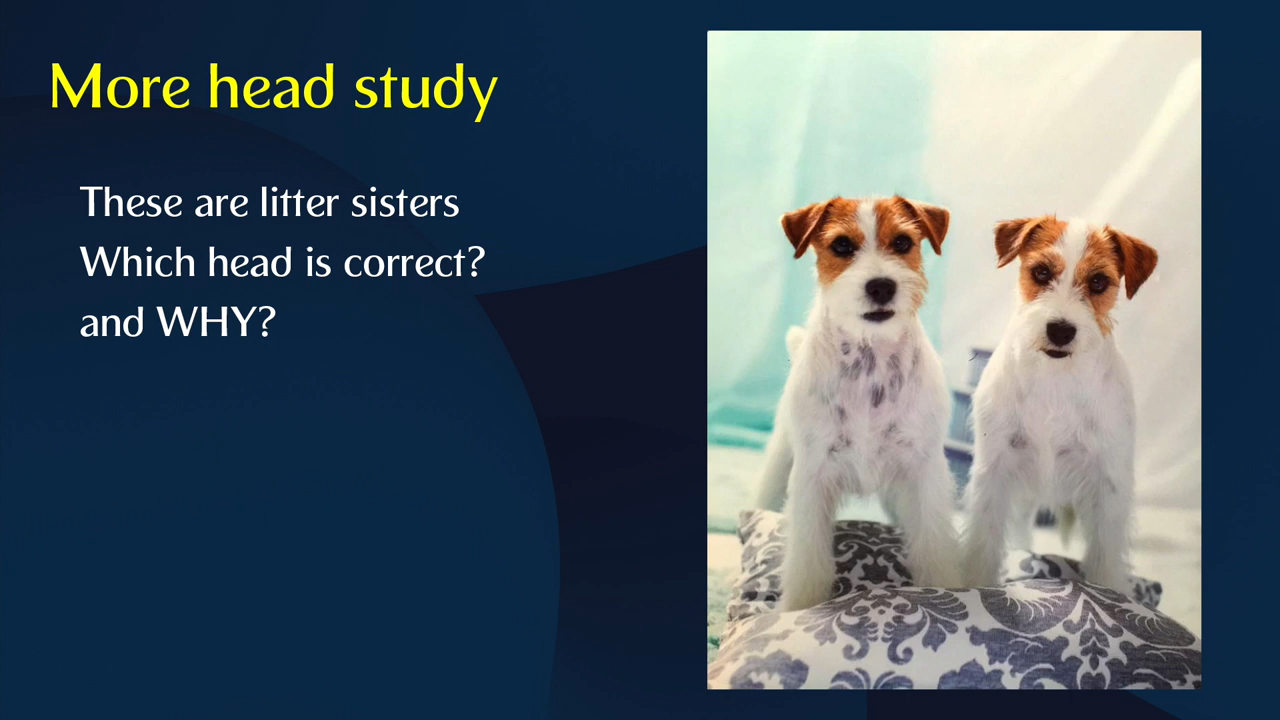 More head study
These are litter sisters
Which head is correct?
and WHY?